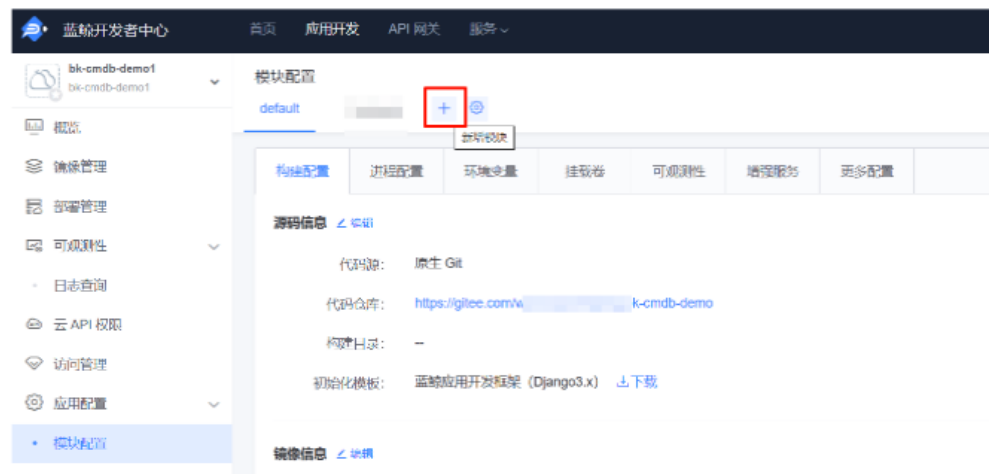 蓝鲸开发者中心 首页 应用开发 API 网关 服务
bk-cmdb-demo1
bk-cmdb-demo1
概览
镜像管理
部署管理
可观测性
日志查询
云 API 权限
访问管理
应用配置
模块配置
模块配置
default
新增模块
构建配置 进程配置 环境变量 挂载卷 可观测性 增强服务 更多配置
源码信息 编辑
代码源: 原生 Git
代码仓库: https://gitee.com/w k-cmdb-demo
构建目录: --
初始化模板: 蓝鲸应用开发框架（Django3.x） 下载
镜像信息 编辑